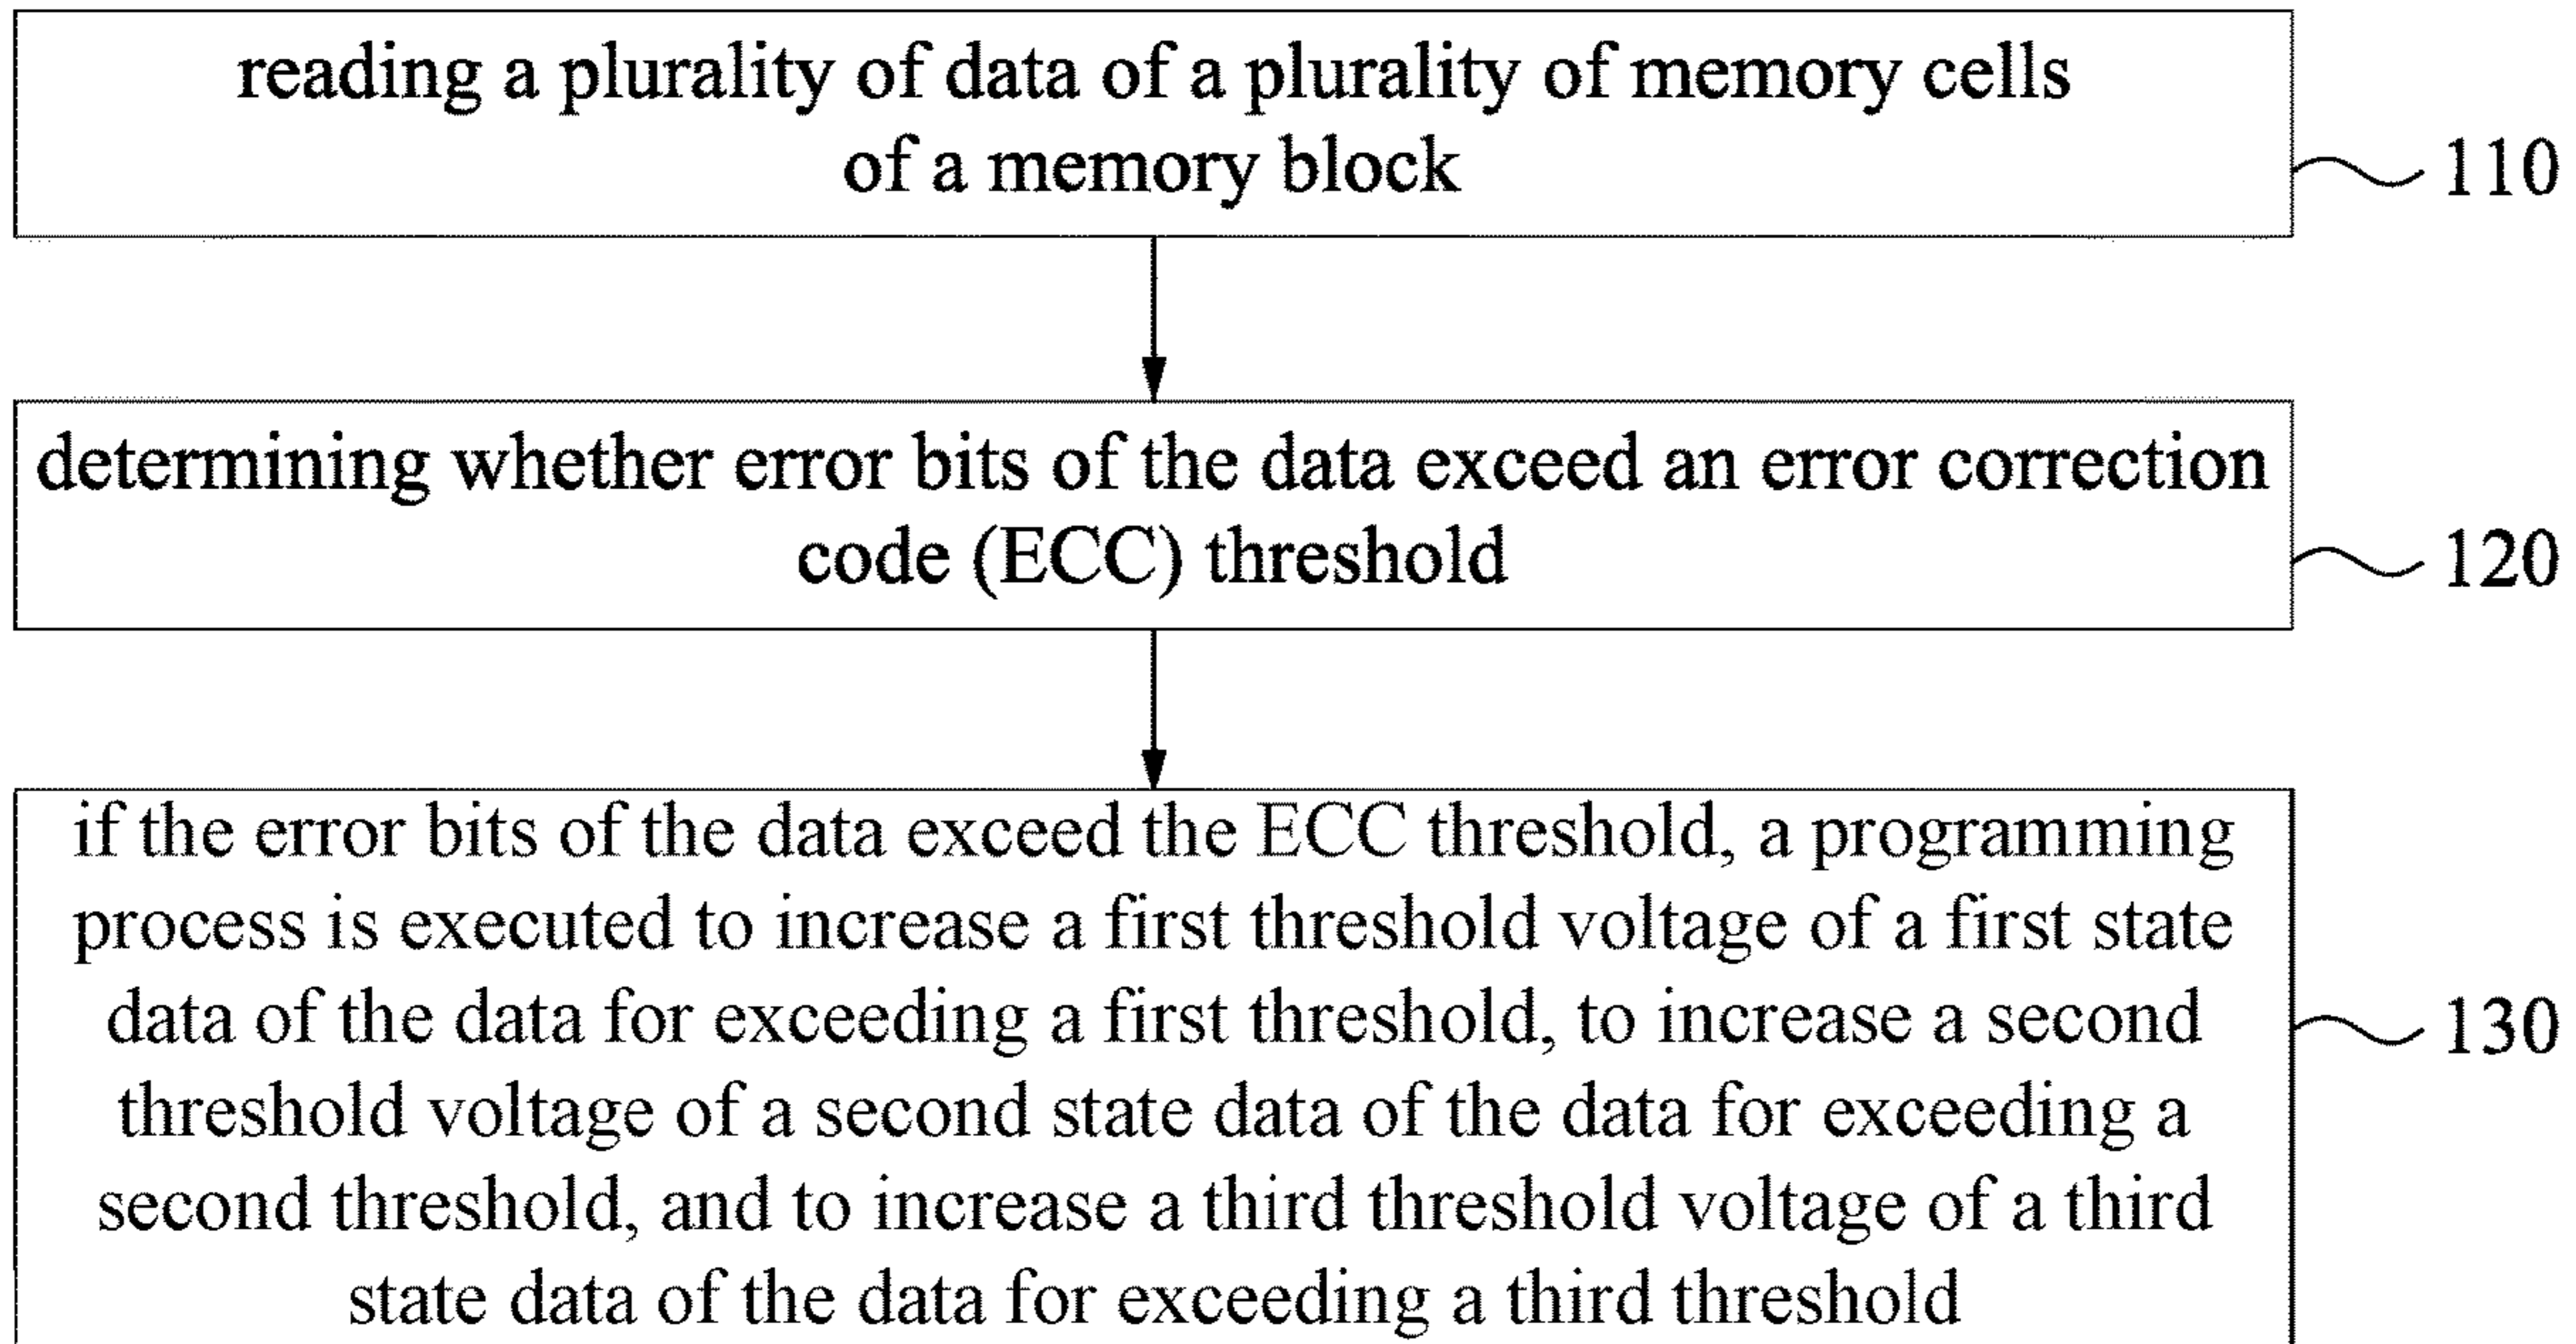 reading a plurality of data of a plurality of memory cells
of a memory block
110
determining whether error bits of the data exceed an error correction
code (ECC) threshold
120
if the error bits of the data exceed the ECC threshold, a programming
process is executed to increase a first threshold voltage of a first state
data of the data for exceeding a first threshold, to increase a second
threshold voltage of a second state data of the data for exceeding a
second threshold, and to increase a third threshold voltage of a third
state data of the data for exceeding a third threshold
130